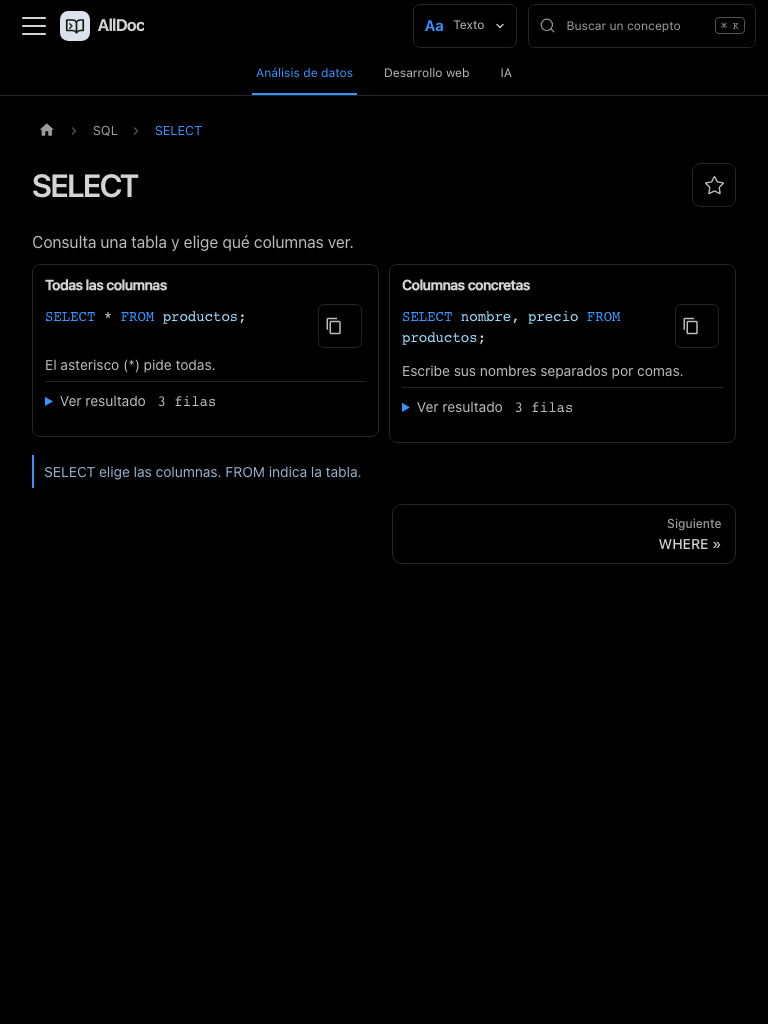 AllDoc
Aa Texto
Buscar un concepto ⌘ K
Análisis de datos Desarrollo web IA
SQL SELECT
SELECT
Consulta una tabla y elige qué columnas ver.
Todas las columnas
SELECT * FROM productos;
El asterisco (*) pide todas.
Ver resultado 3 filas
Columnas concretas
SELECT nombre, precio FROM
productos;
Escribe sus nombres separados por comas.
Ver resultado 3 filas
SELECT elige las columnas. FROM indica la tabla.
Siguiente
WHERE »